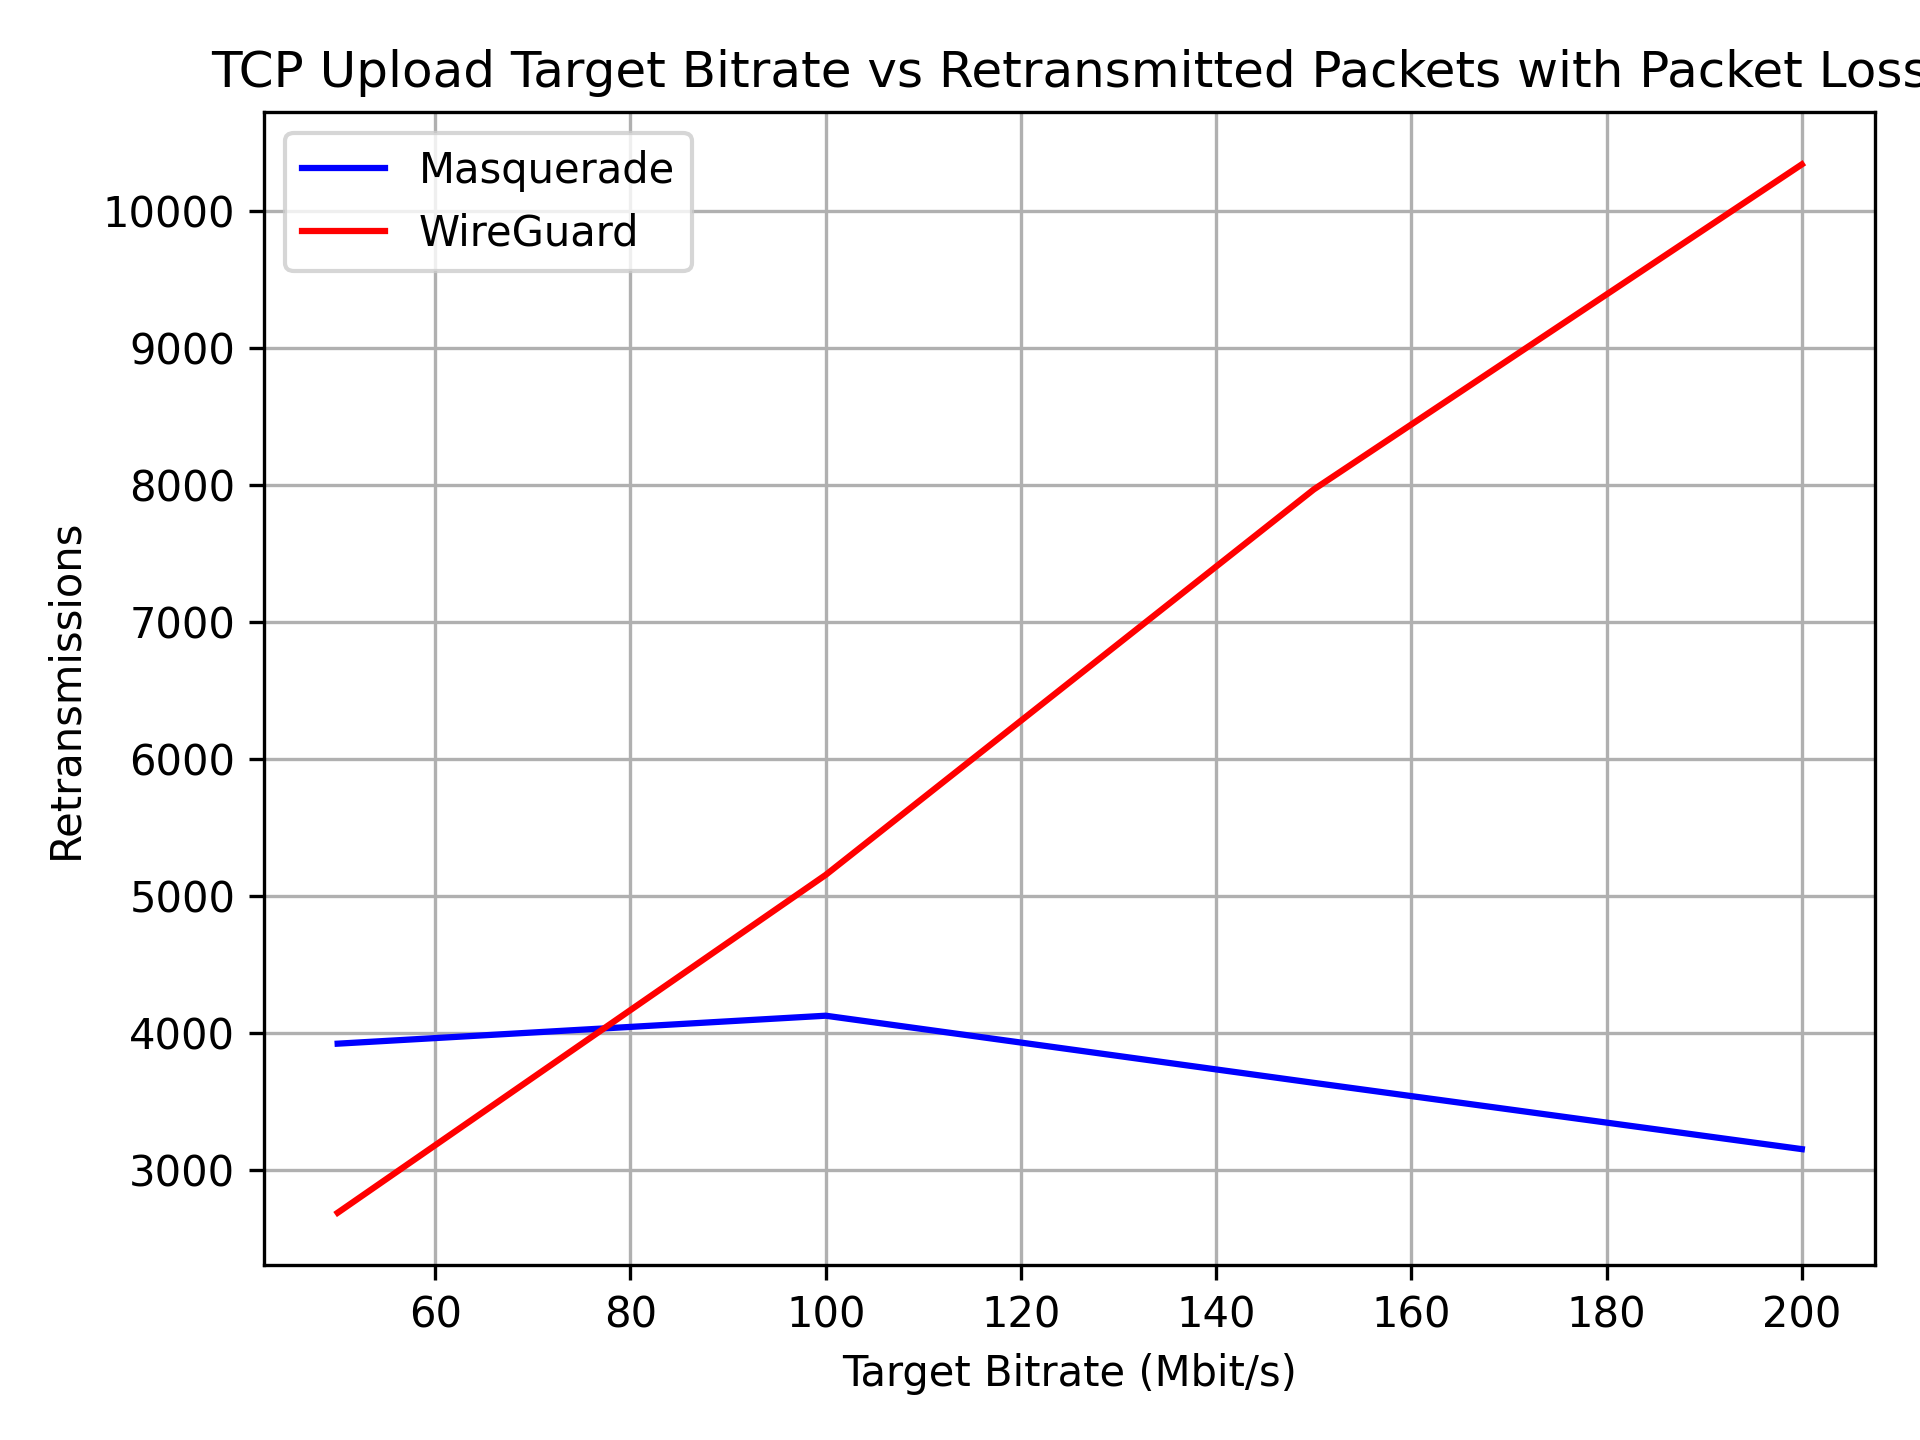 TCP Upload Target Bitrate vs Retransmitted Packets with Packet Loss
Masquerade
WireGuard
10000
9000
8000
7000
6000
5000
4000
3000
Retransmissions
60 80 100 120 140 160 180 200
Target Bitrate (Mbit/s)